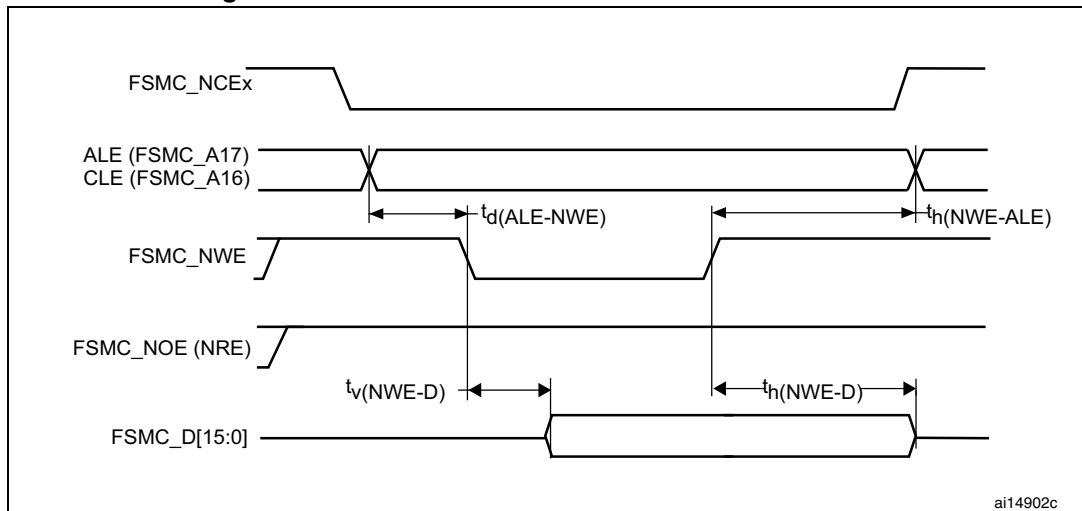 FSMC_NCEx
ALE (FSMC_A17)
CLE (FSMC_A16)
td(ALE-NWE)
th(NWE-ALE)
FSMC_NWE
FSMC_NOE (NRE)
tv(NWE-D)
th(NWE-D)
FSMC_D[15:0]
ai14902c